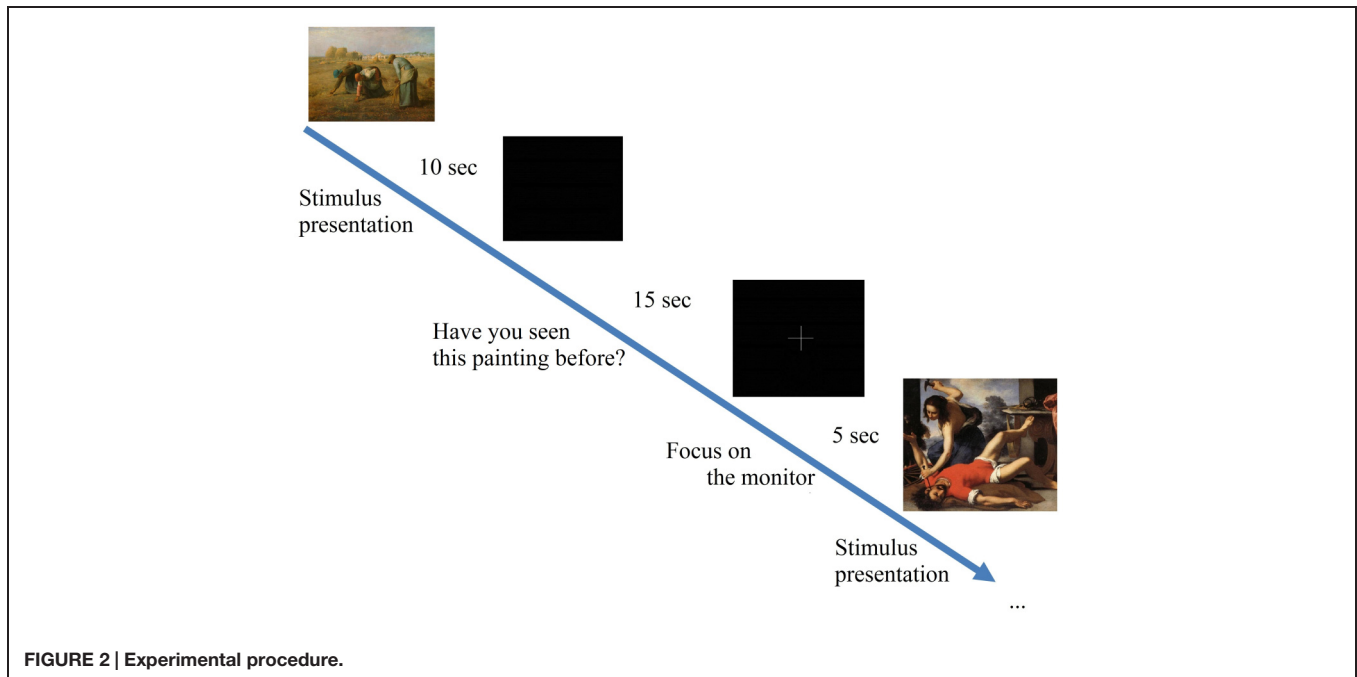 10 sec
Stimulus
presentation
15 sec
Have you seen
this painting before?
5 sec
Focus on
the monitor
Stimulus
presentation
...
FIGURE 2 | Experimental procedure.